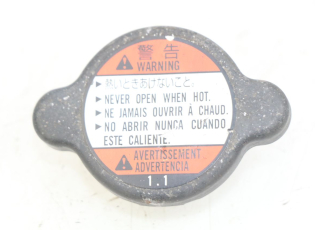 警告
WARNING
▶ 熱いときあけないこと。
▶ NEVER OPEN WHEN HOT.
▶ NE JAMAIS OUVRIR À CHAUD.
▶ NO ABRIR NUNCA CUANDO
ESTE CALIENTE.
AVERTISSEMENT
ADVERTENCIA
1.1